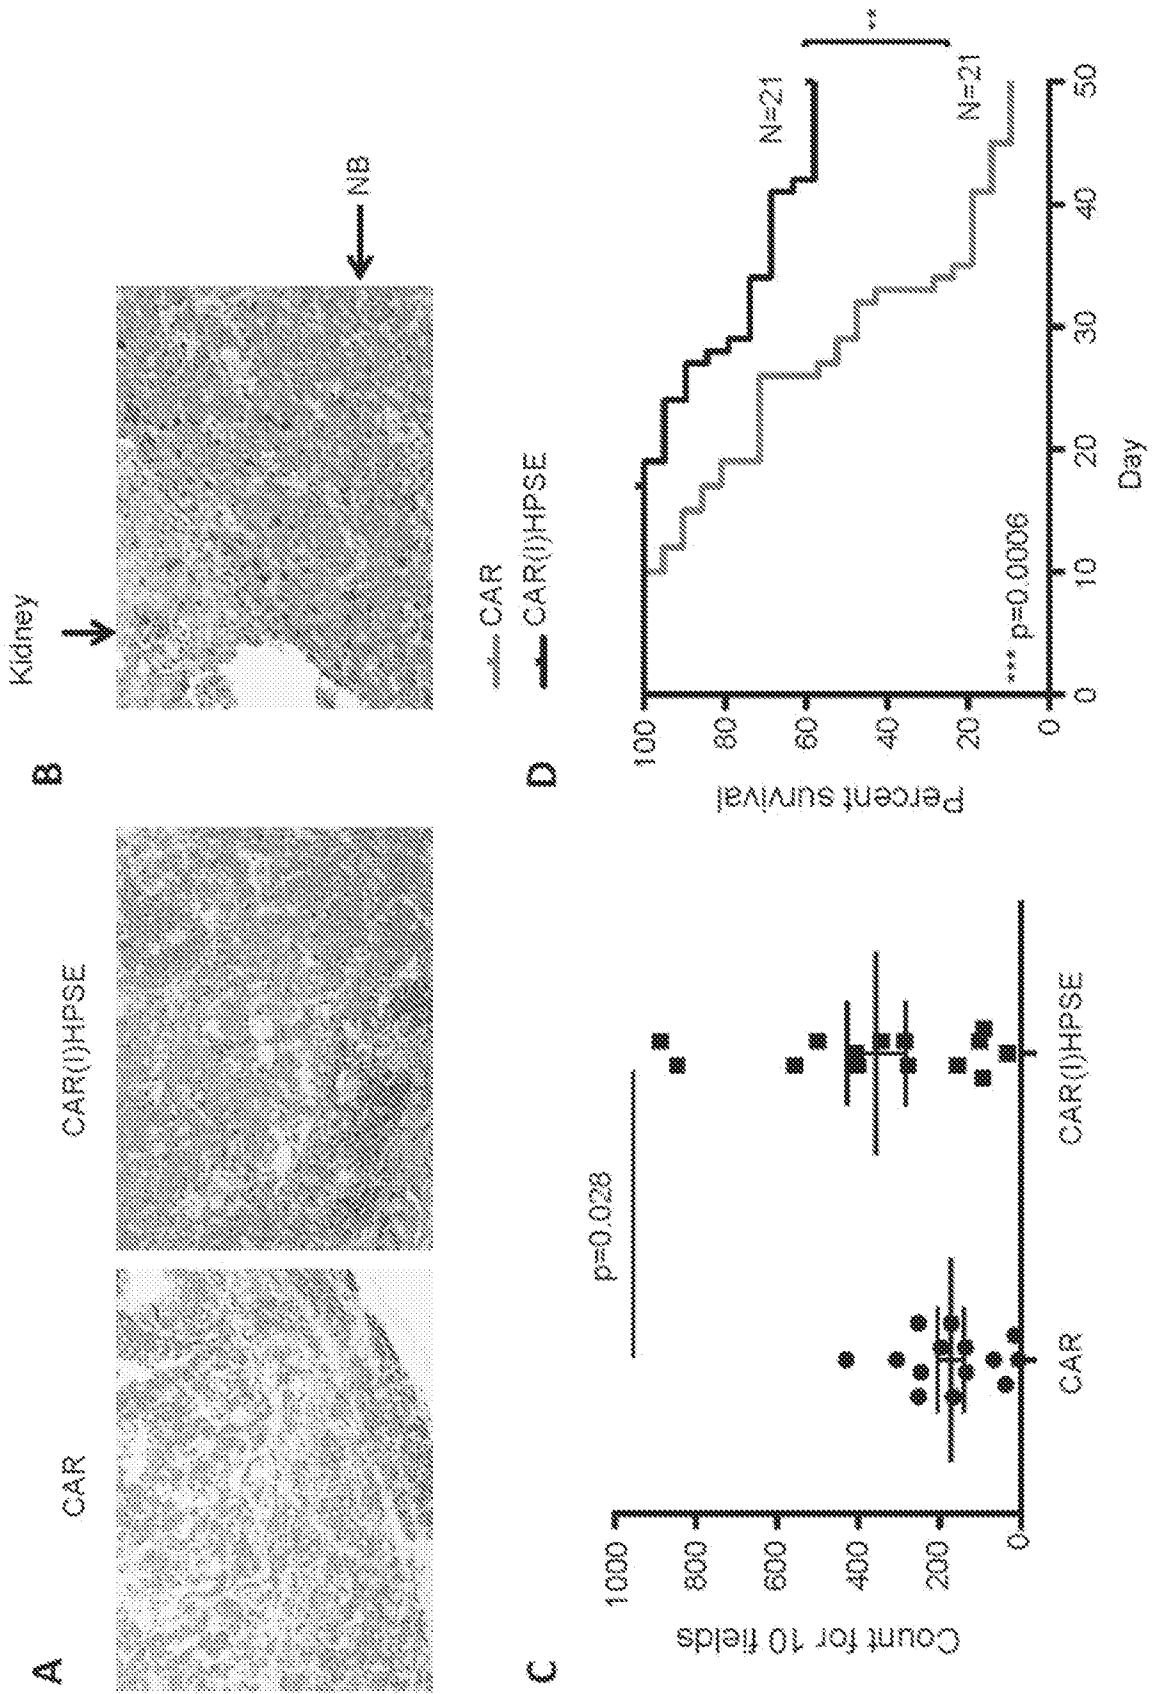 A
CAR
CAR(I)HPSE
B
Kidney
NB
C
Count for 10 fields
1000
800
600
400
200
0
p=0.028
CAR
CAR(I)HPSE
D
CAR
CAR(I)HPSE
Percent survival
100
80
60
40
20
0
N=21
N=21
**
*** p=0.0006
0
10
20
30
40
50
Day